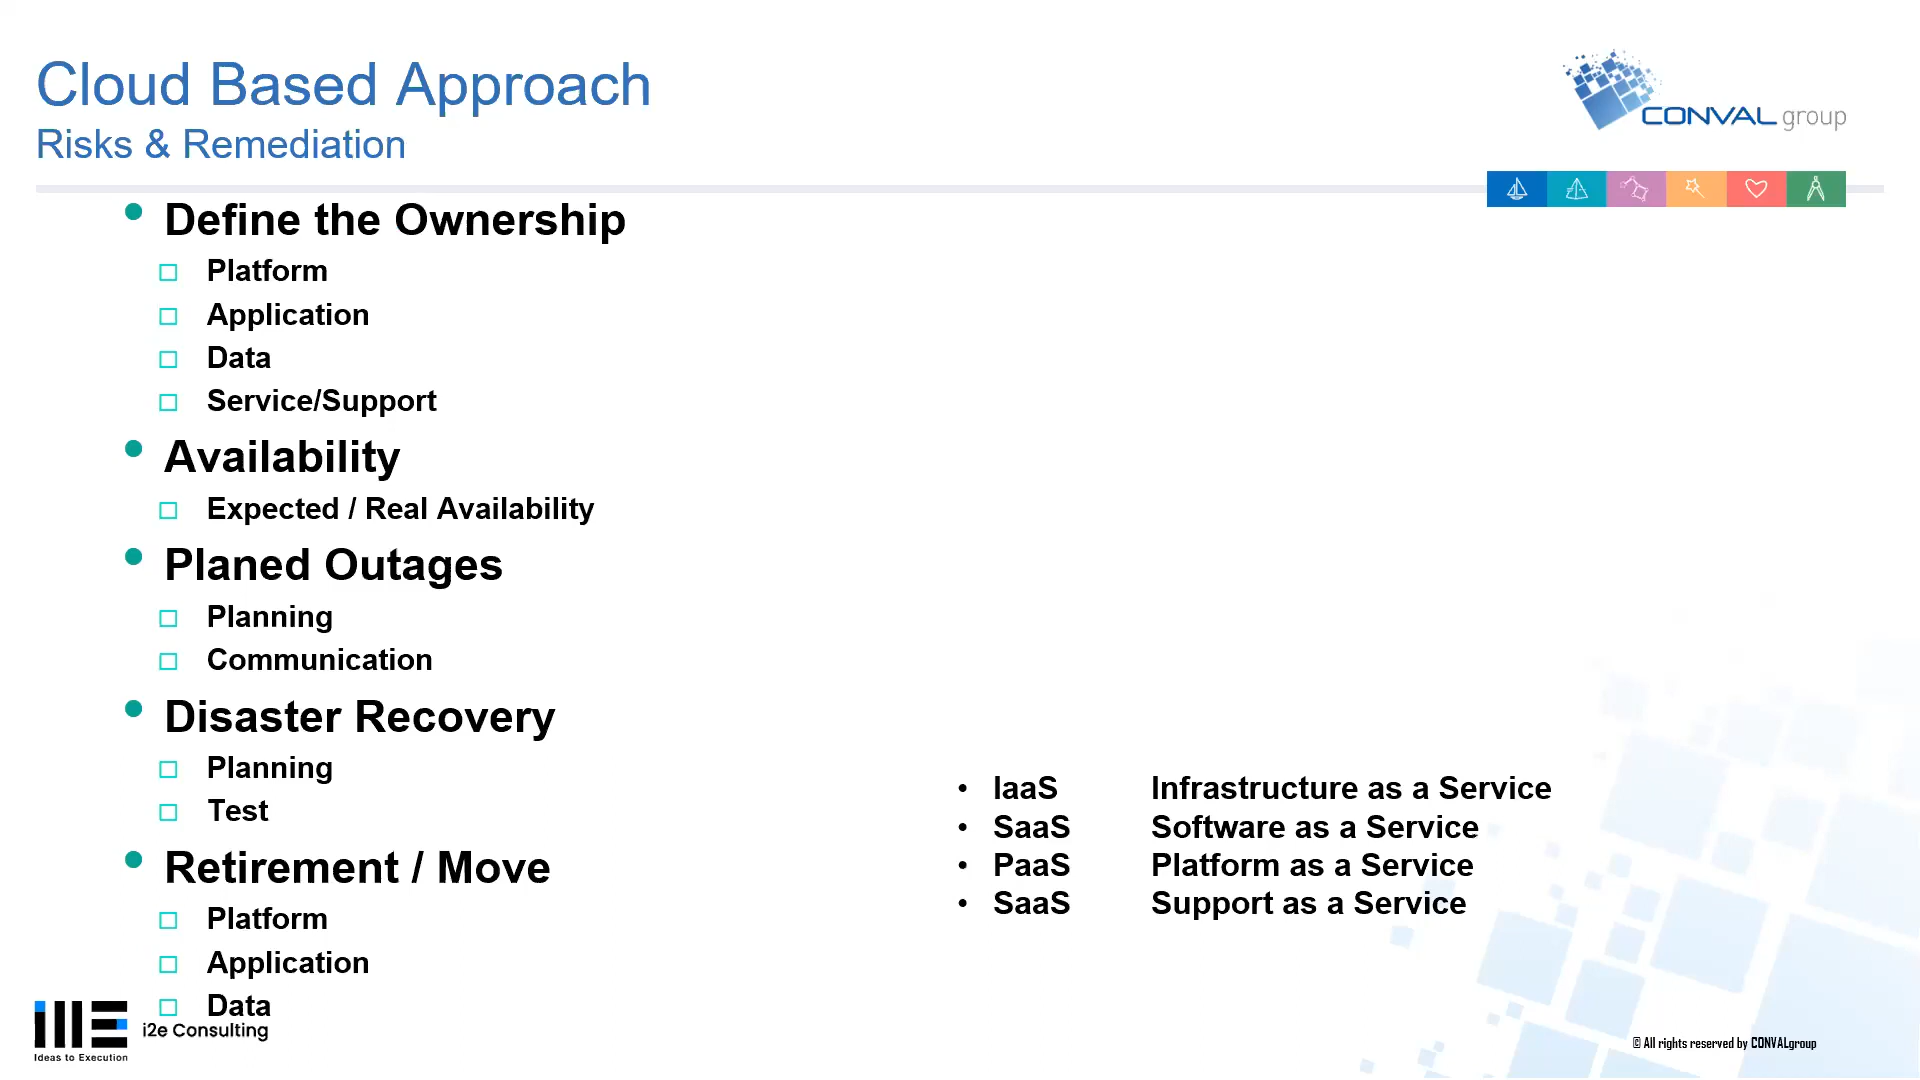 Cloud Based Approach
Risks & Remediation
CONVAL group
• Define the Ownership
□ Platform
□ Application
□ Data
□ Service/Support
• Availability
□ Expected / Real Availability
• Planed Outages
□ Planning
□ Communication
• Disaster Recovery
□ Planning
□ Test
• Retirement / Move
□ Platform
□ Application
□ Data
• IaaS Infrastructure as a Service
• SaaS Software as a Service
• PaaS Platform as a Service
• SaaS Support as a Service
i2e Consulting
Ideas to Execution
© All rights reserved by CONVALgroup